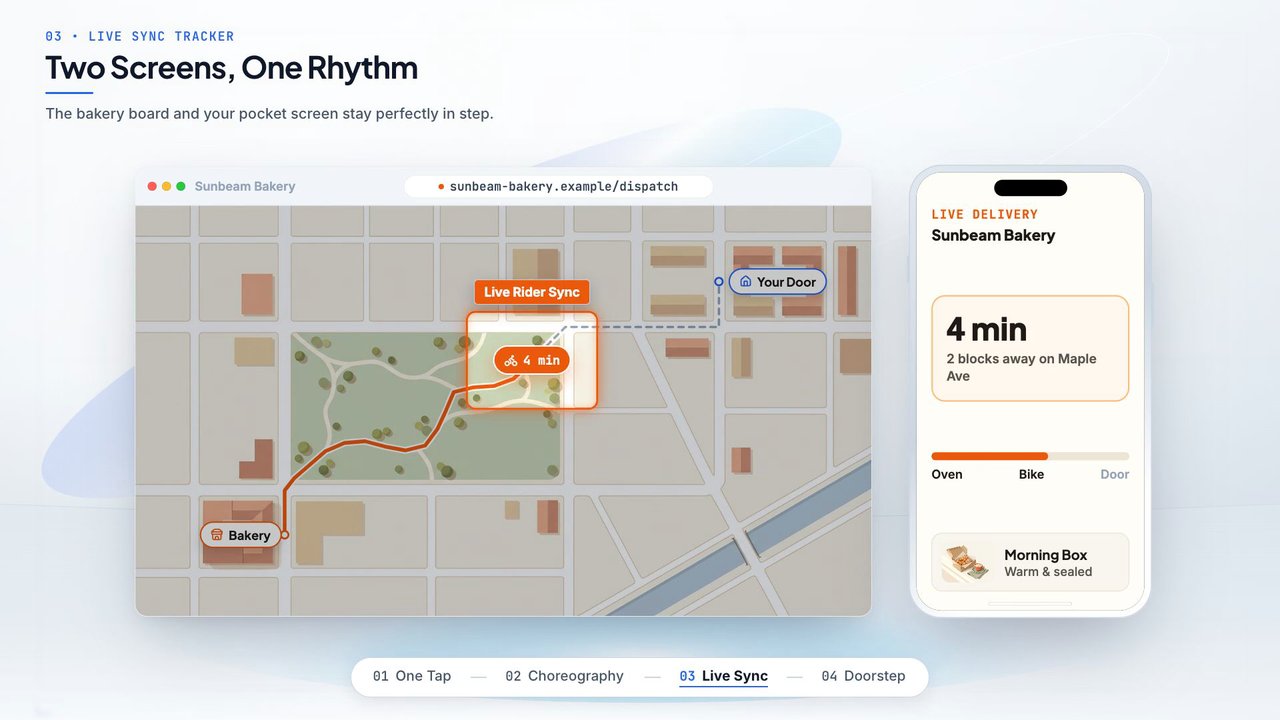 03 • LIVE SYNC TRACKER
Two Screens, One Rhythm
The bakery board and your pocket screen stay perfectly in step.
Sunbeam Bakery
sunbeam-bakery.example/dispatch
Live Rider Sync
Your Door
4 min
Bakery
LIVE DELIVERY
Sunbeam Bakery
4 min
2 blocks away on Maple
Ave
Oven Bike Door
Morning Box
Warm & sealed
01 One Tap — 02 Choreography — 03 Live Sync — 04 Doorstep